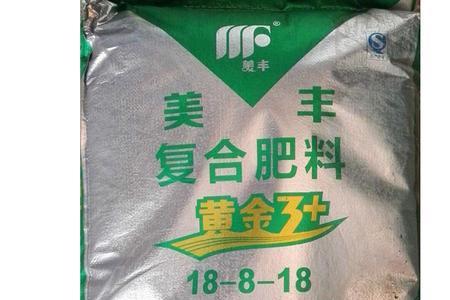 美丰
美 丰
复合肥料
黄金3+
18-8-18